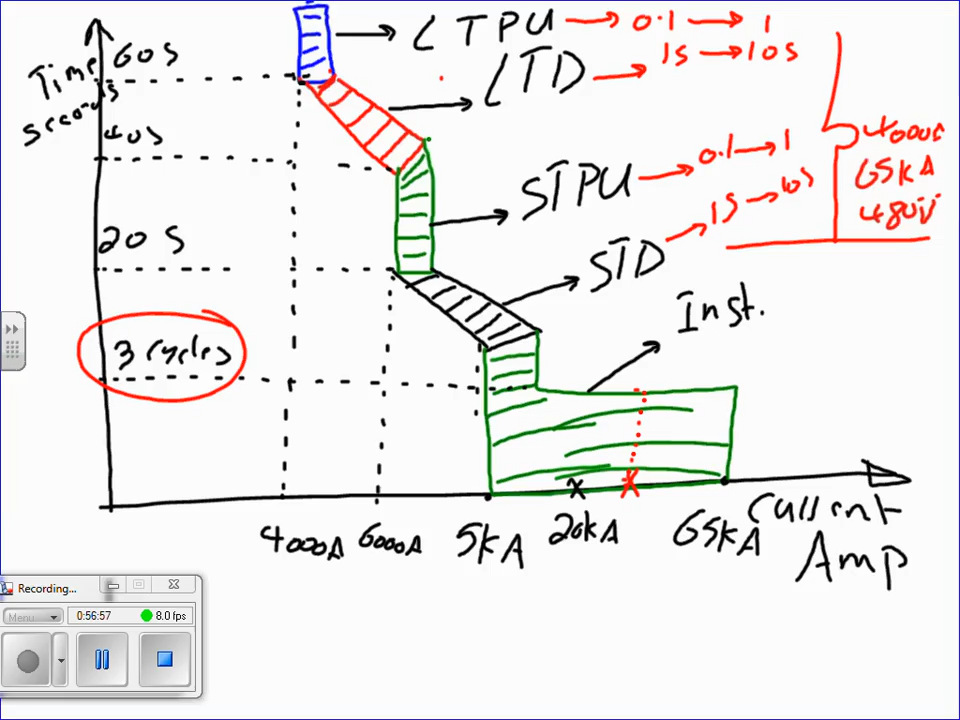 LTPU → 0.1 → 1
LTD → 1s → 10s
Time
seconds
60s
40s
4000A
65KA
480V
STPU → 0.1 → 1
STD → 1s → 10s
20s
Inst.
3 cycles
4000A 6000A 5KA 20KA 65KA Current
Amp
Recording...
Menu...
0:56:57
8.0 fps